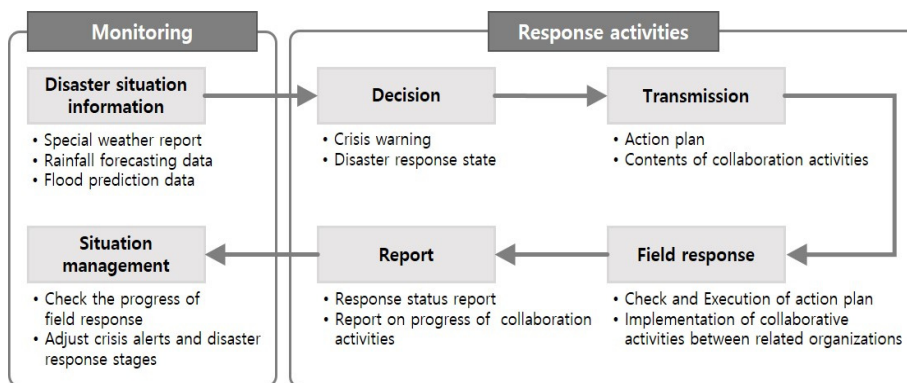 Monitoring
Response activities
Disaster situation
information
• Special weather report
• Rainfall forecasting data
• Flood prediction data
Decision
• Crisis warning
• Disaster response state
Transmission
• Action plan
• Contents of collaboration activities
Situation
management
• Check the progress of
field response
• Adjust crisis alerts and disaster
response stages
Report
• Response status report
• Report on progress of collaboration
activities
Field response
• Check and Execution of action plan
• Implementation of collaborative
activities between related organizations